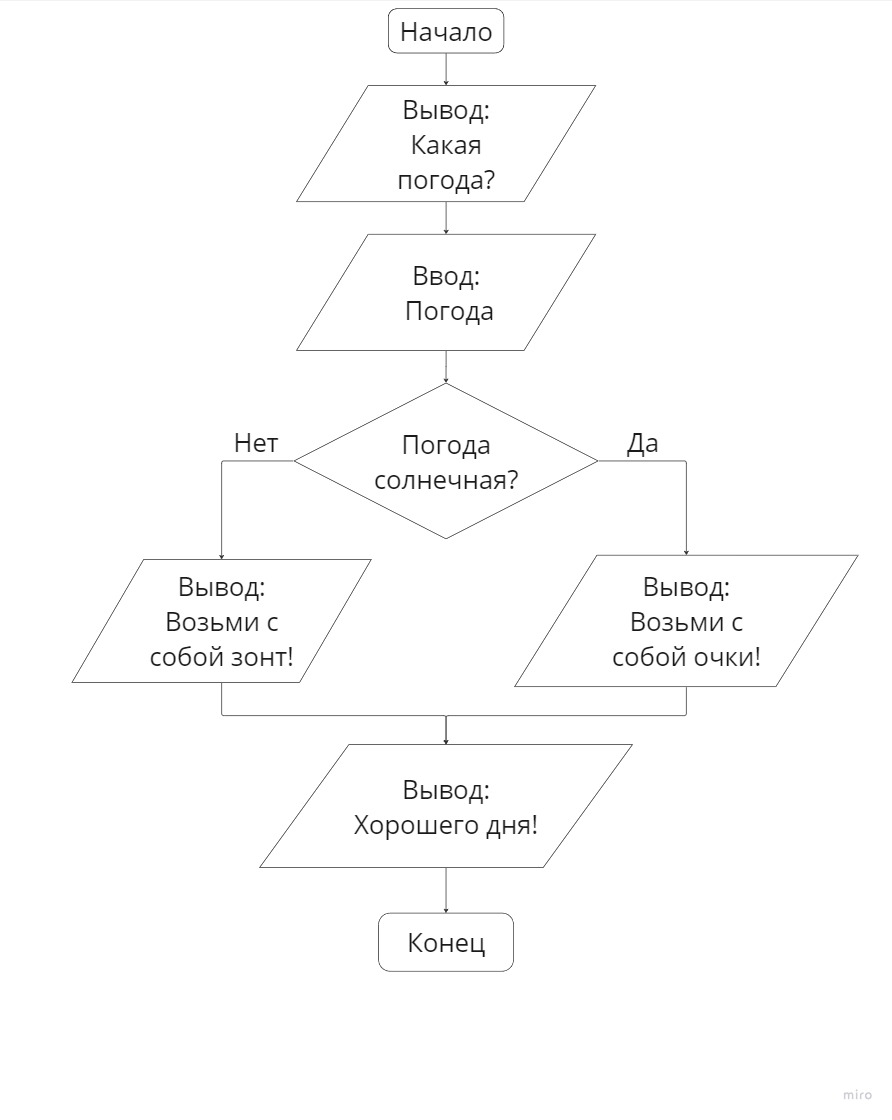 Начало
Вывод:
Какая
погода?
Ввод:
Погода
Нет
Погода
солнечная?
Да
Вывод:
Возьми с
собой зонт!
Вывод:
Возьми с
собой очки!
Вывод:
Хорошего дня!
Конец
miro